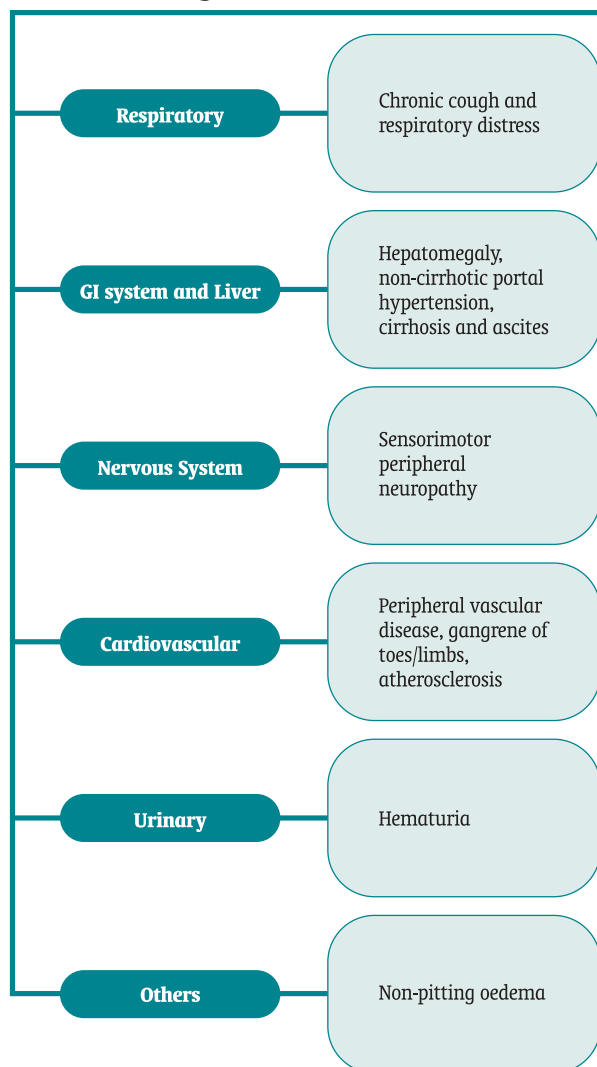 Respiratory
Chronic cough and
respiratory distress
GI system and Liver
Hepatomegaly,
non-cirrhotic portal
hypertension,
cirrhosis and ascites
Nervous System
Sensorimotor
peripheral
neuropathy
Cardiovascular
Peripheral vascular
disease, gangrene of
toes/limbs,
atherosclerosis
Urinary
Hematuria
Others
Non-pitting oedema